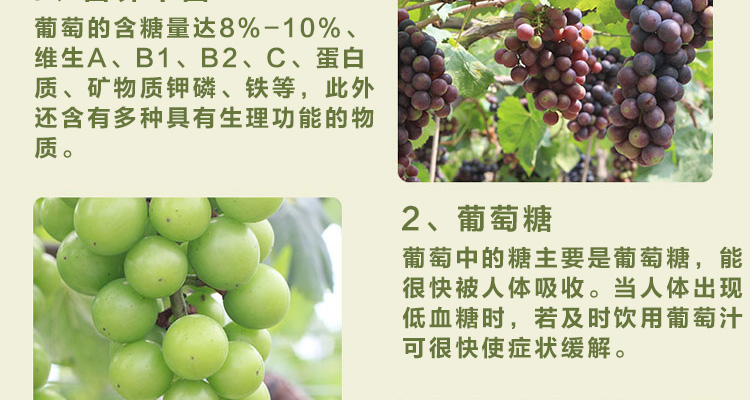 葡萄的含糖量达8%-10%、
维生A、B1、B2、C、蛋白
质、矿物质钾磷、铁等，此外
还含有多种具有生理功能的物
质。
2、葡萄糖
葡萄中的糖主要是葡萄糖，能
很快被人体吸收。当人体出现
低血糖时，若及时饮用葡萄汁
可很快使症状缓解。